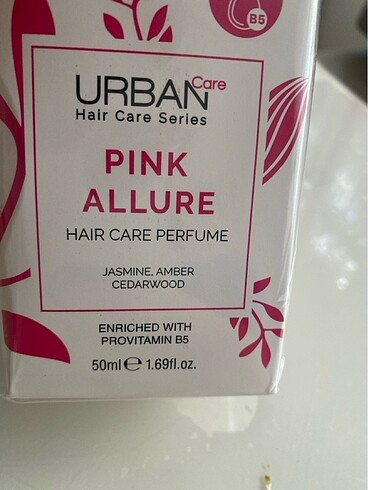 B5
URBAN Care
Hair Care Series
PINK
ALLURE
HAIR CARE PERFUME
JASMINE, AMBER
CEDARWOOD
ENRICHED WITH
PROVITAMIN B5
50ml ℮ 1.69fl.oz.